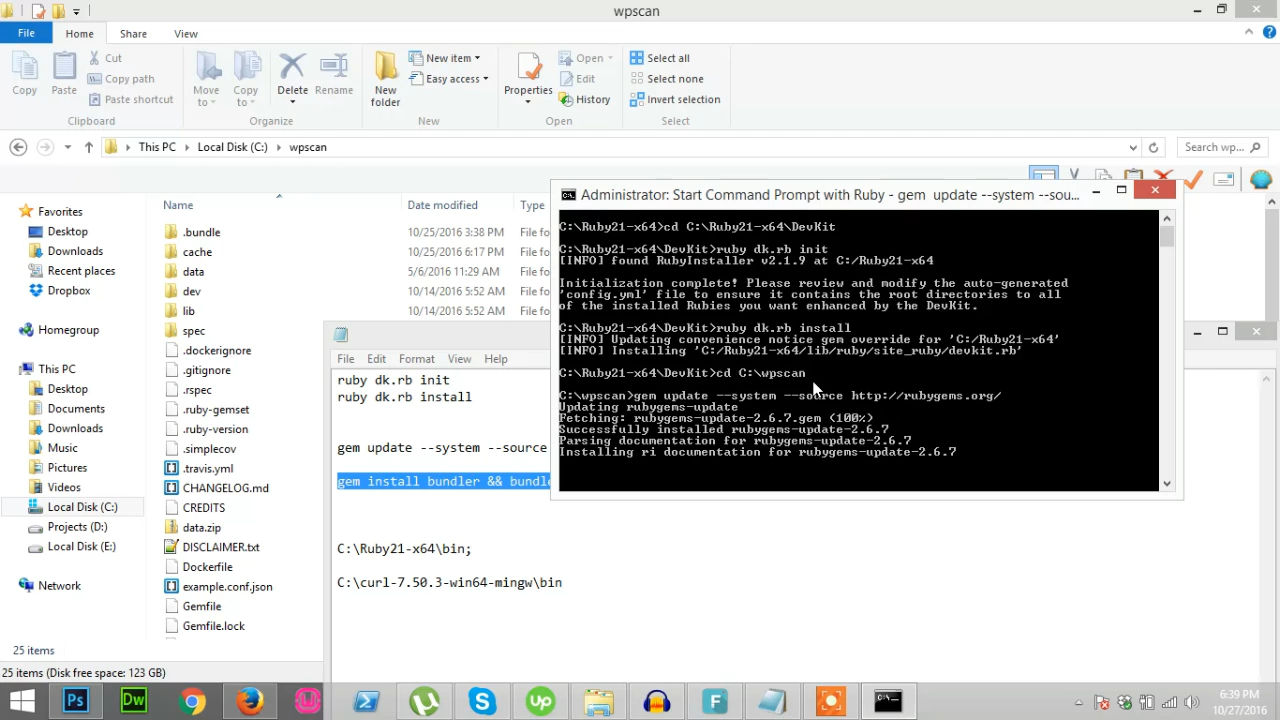 wpscan
File Home Share View
Copy
Paste
Cut
Copy path
Paste shortcut
Clipboard
Move to
Copy to
Delete
Rename
Organize
New folder
New item
Easy access
New
Properties
Open
Edit
History
Open
Select all
Select none
Invert selection
Select
This PC Local Disk (C:) wpscan
Search wp...
Favorites
Desktop
Downloads
Recent places
Dropbox
Homegroup
This PC
Desktop
Documents
Downloads
Music
Pictures
Videos
Local Disk (C:)
Projects (D:)
Local Disk (E:)
Network
Name Date modified Type
.bundle 10/25/2016 3:38 PM File fo
cache 10/25/2016 6:17 PM File fo
data 5/6/2016 11:29 AM File fo
dev 10/14/2016 5:52 AM File fo
lib 10/14/2016 5:52 AM File fo
spec
.dockerignore
.gitignore
.rspec
.ruby-gemset
.ruby-version
.simplecov
.travis.yml
CHANGELOG.md
CREDITS
data.zip
DISCLAIMER.txt
Dockerfile
example.conf.json
Gemfile
Gemfile.lock
25 items
25 items (Disk free space: 123 GB)
File Edit Format View Help
ruby dk.rb init
ruby dk.rb install
gem update --system --source
gem install bundler && bundle
C:\Ruby21-x64\bin;
C:\curl-7.50.3-win64-mingw\bin
Administrator: Start Command Prompt with Ruby - gem update --system --sou...
C:\Ruby21-x64>cd C:\Ruby21-x64\DevKit
C:\Ruby21-x64\DevKit>ruby dk.rb init
[INFO] found RubyInstaller v2.1.9 at C:/Ruby21-x64
Initialization complete! Please review and modify the auto-generated
'config.yml' file to ensure it contains the root directories to all
of the installed Rubies you want enhanced by the DevKit.
C:\Ruby21-x64\DevKit>ruby dk.rb install
[INFO] Updating convenience notice gem override for 'C:/Ruby21-x64'
[INFO] Installing 'C:/Ruby21-x64/lib/ruby/site_ruby/devkit.rb'
C:\Ruby21-x64\DevKit>cd C:\wpscan
C:\wpscan>gem update --system --source http://rubygems.org/
Updating rubygems-update
Fetching: rubygems-update-2.6.7.gem (100%)
Successfully installed rubygems-update-2.6.7
Parsing documentation for rubygems-update-2.6.7
Installing ri documentation for rubygems-update-2.6.7
Ps
Dw
up
F
6:39 PM
10/27/2016